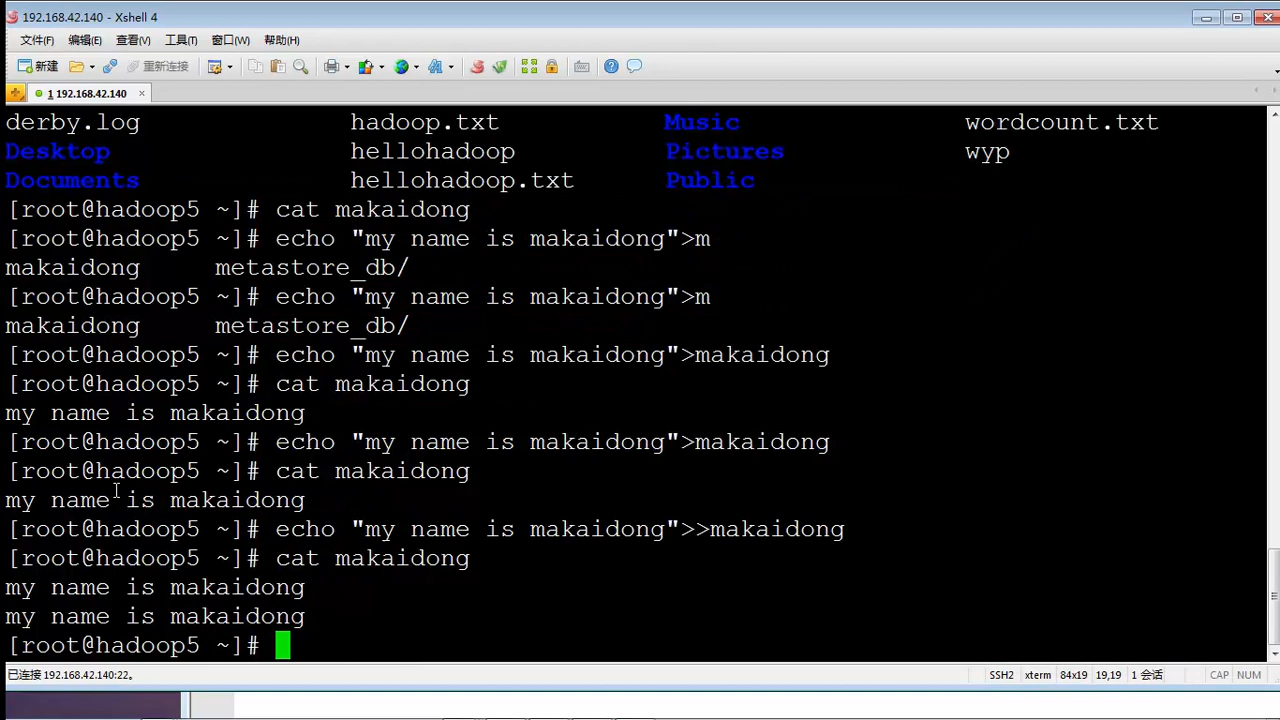 192.168.42.140 - Xshell 4
文件(F) 编辑(E) 查看(V) 工具(T) 窗口(W) 帮助(H)
新建 重新连接
1 192.168.42.140
derby.log hadoop.txt Music wordcount.txt
Desktop hellohadoop Pictures wyp
Documents hellohadoop.txt Public
[root@hadoop5 ~]# cat makaidong
[root@hadoop5 ~]# echo "my name is makaidong">m
makaidong metastore_db/
[root@hadoop5 ~]# echo "my name is makaidong">m
makaidong metastore_db/
[root@hadoop5 ~]# echo "my name is makaidong">makaidong
[root@hadoop5 ~]# cat makaidong
my name is makaidong
[root@hadoop5 ~]# echo "my name is makaidong">makaidong
[root@hadoop5 ~]# cat makaidong
my name is makaidong
[root@hadoop5 ~]# echo "my name is makaidong">>makaidong
[root@hadoop5 ~]# cat makaidong
my name is makaidong
my name is makaidong
[root@hadoop5 ~]#
已连接 192.168.42.140:22。 SSH2 xterm 84x19 19,19 1 会话 CAP NUM